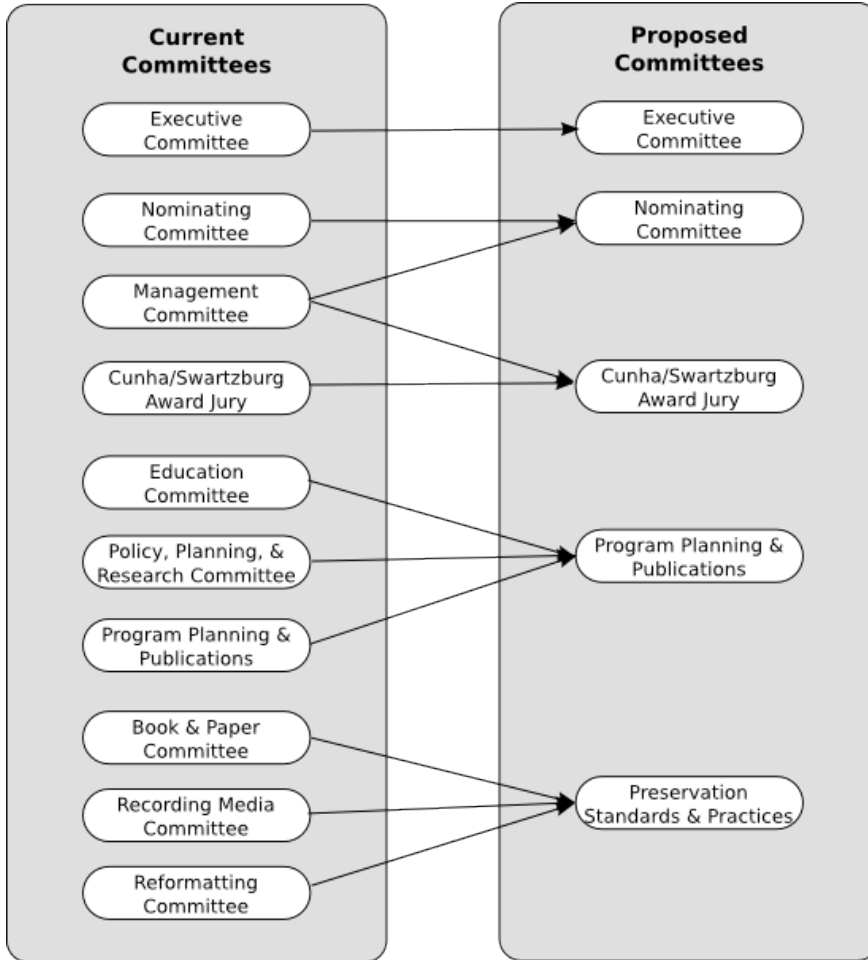 Current
Committees
Executive
Committee
Nominating
Committee
Management
Committee
Cunha/Swartzburg
Award Jury
Education
Committee
Policy, Planning, &
Research Committee
Program Planning &
Publications
Book & Paper
Committee
Recording Media
Committee
Reformatting
Committee
Proposed
Committees
Executive
Committee
Nominating
Committee
Cunha/Swartzburg
Award Jury
Program Planning &
Publications
Preservation
Standards & Practices